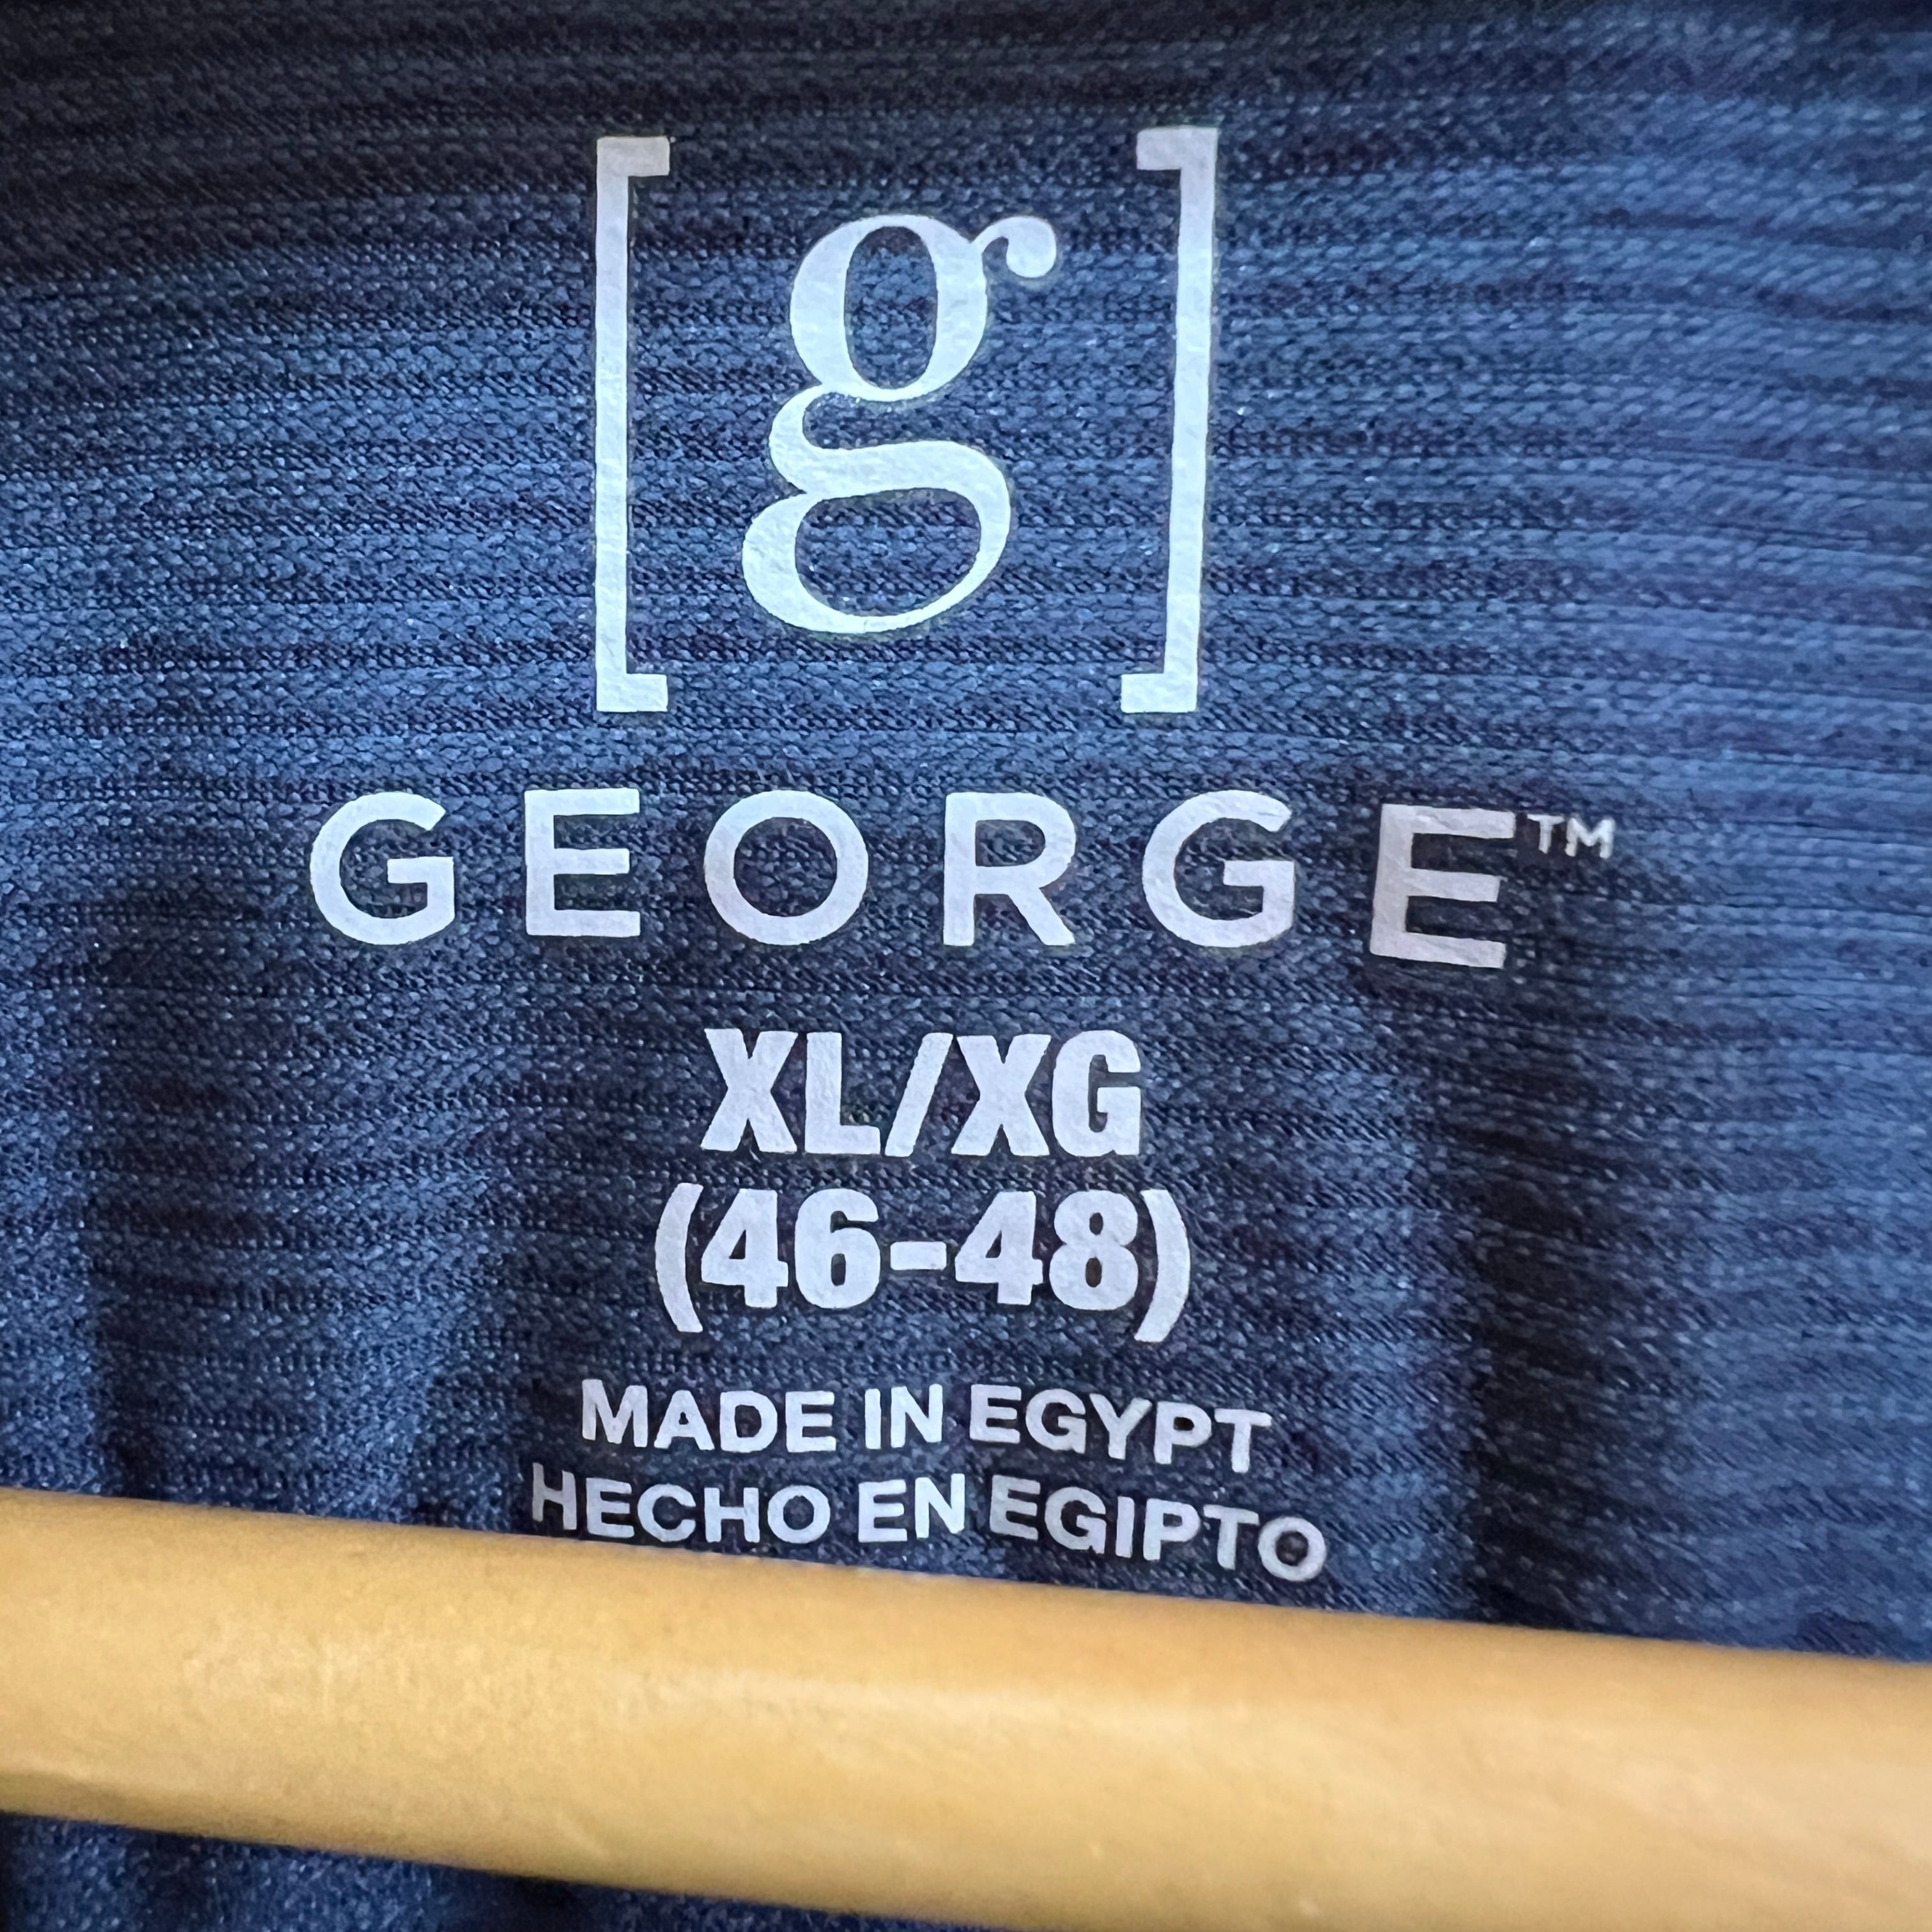 [g]
GEORGE™
XL/XG
(46-48)
MADE IN EGYPT
HECHO EN EGIPTO